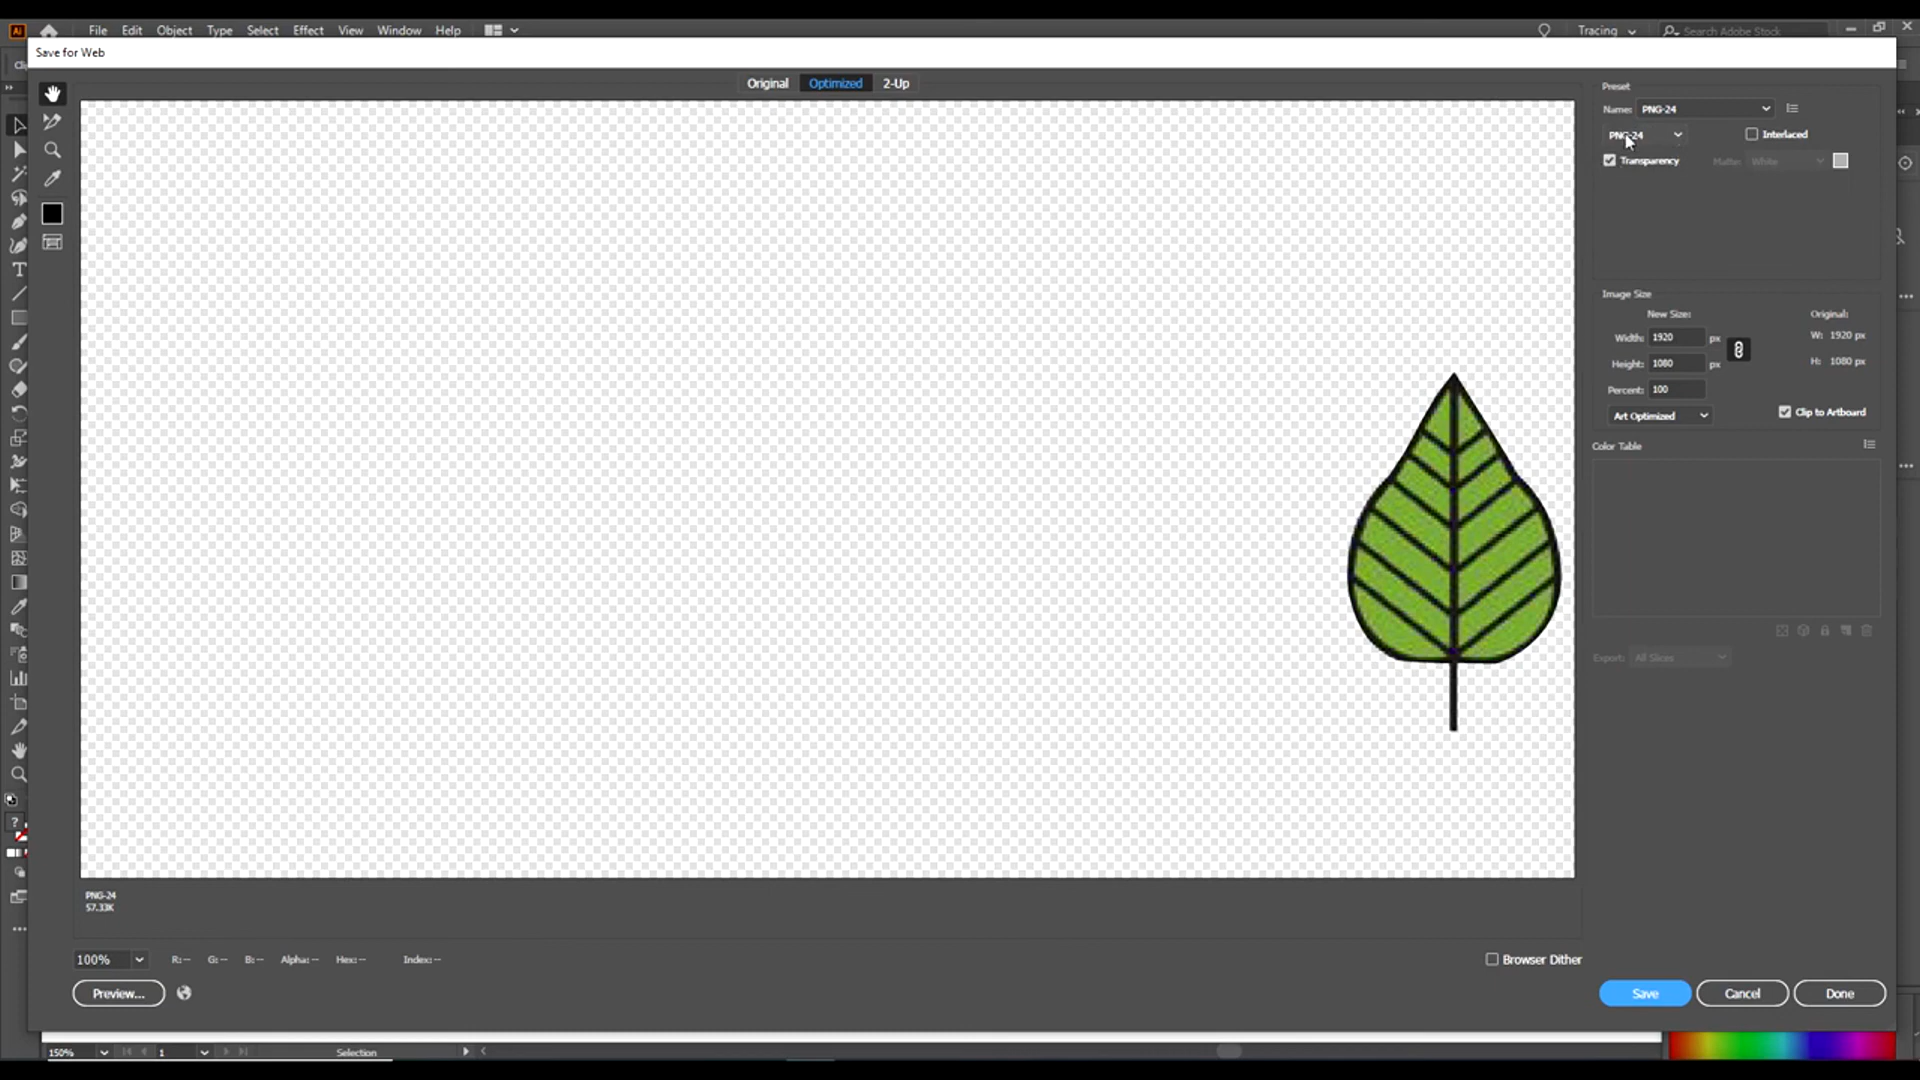 Ai File Edit Object Type Select Effect View Window Help Tracing Search Adobe Stock
Save for Web
Original Optimized 2-Up
Preset
Name: PNG-24
PNG-24 Interlaced
Transparency Matte: White
Image Size
New Size: Original:
Width: 1920 px W: 1920 px
Height: 1080 px H: 1080 px
Percent: 100
Art Optimized Clip to Artboard
Color Table
Export: All Slices
PNG-24
57.33K
100% R: -- G: -- B: -- Alpha: -- Hex: -- Index: -- Browser Dither
Preview... Save Cancel Done
150% 1 Selection